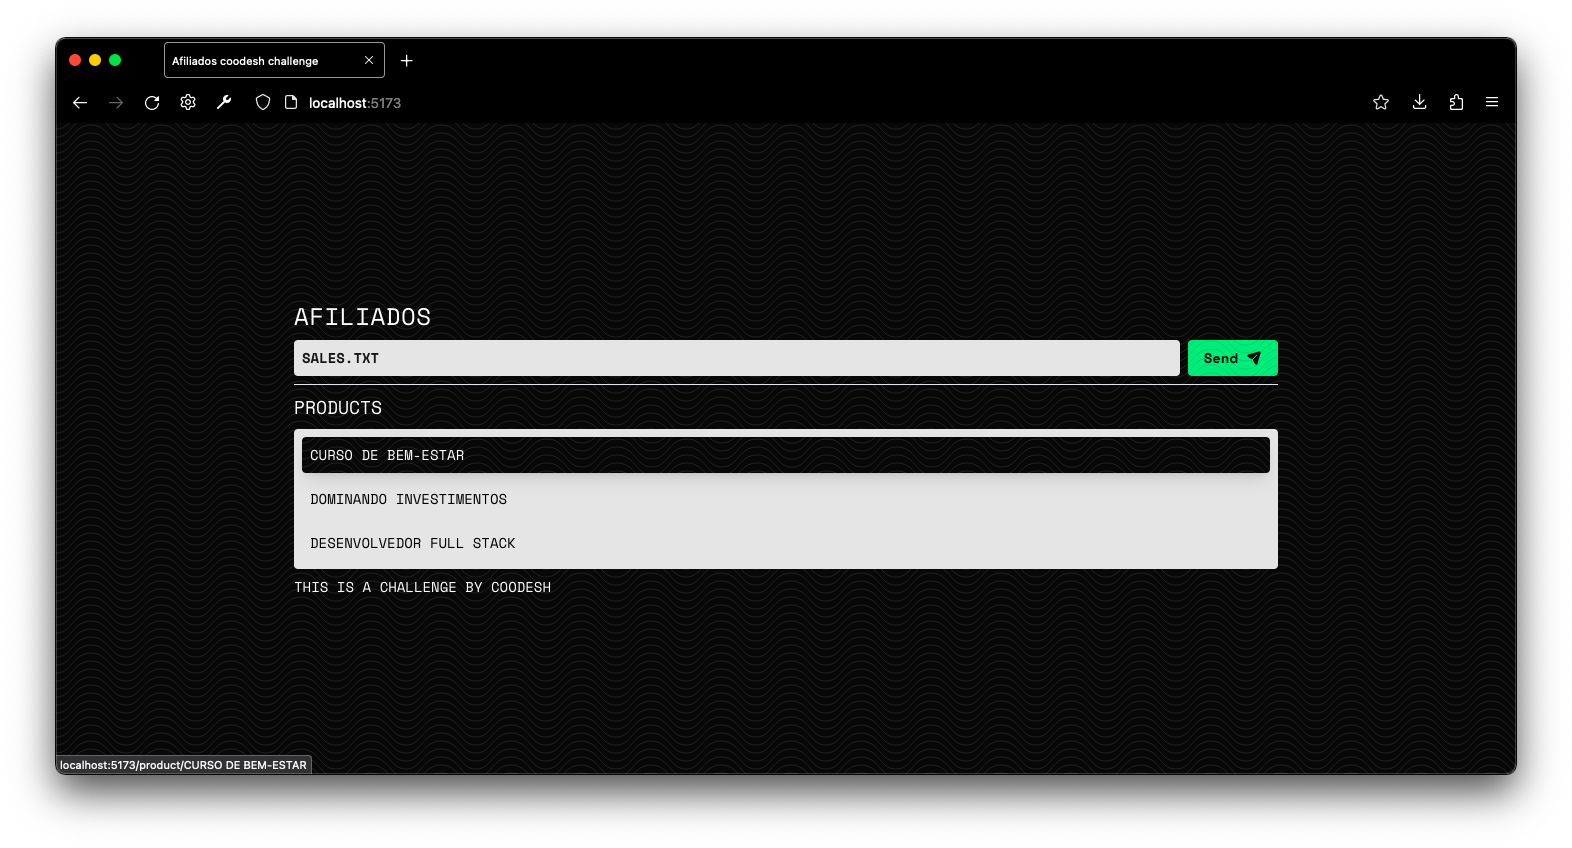 Afiliados coodesh challenge
localhost:5173
AFILIADOS
SALES.TXT
Send
PRODUCTS
CURSO DE BEM-ESTAR
DOMINANDO INVESTIMENTOS
DESENVOLVEDOR FULL STACK
THIS IS A CHALLENGE BY COODESH
localhost:5173/product/CURSO DE BEM-ESTAR